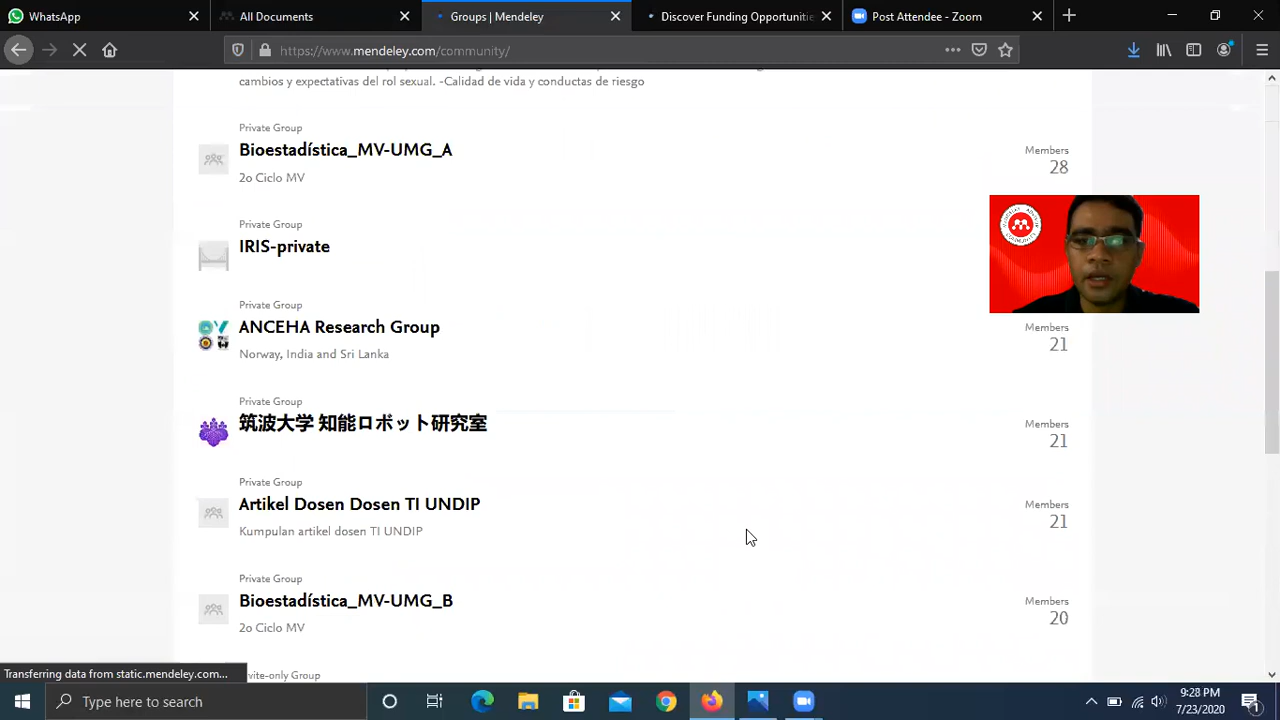 WhatsApp
All Documents
Groups | Mendeley
Discover Funding Opportunitie
Post Attendee - Zoom
https://www.mendeley.com/community/
cambios y expectativas del rol sexual. -Calidad de vida y conductas de riesgo
Private Group
Bioestadística_MV-UMG_A
2o Ciclo MV
Members
28
Private Group
IRIS-private
Private Group
ANCEHA Research Group
Norway, India and Sri Lanka
Members
21
Private Group
筑波大学 知能ロボット研究室
Members
21
Private Group
Artikel Dosen Dosen TI UNDIP
Kumpulan artikel dosen TI UNDIP
Members
21
Private Group
Bioestadística_MV-UMG_B
2o Ciclo MV
Members
20
vite-only Group
Transferring data from static.mendeley.com...
Type here to search
9:28 PM
7/23/2020